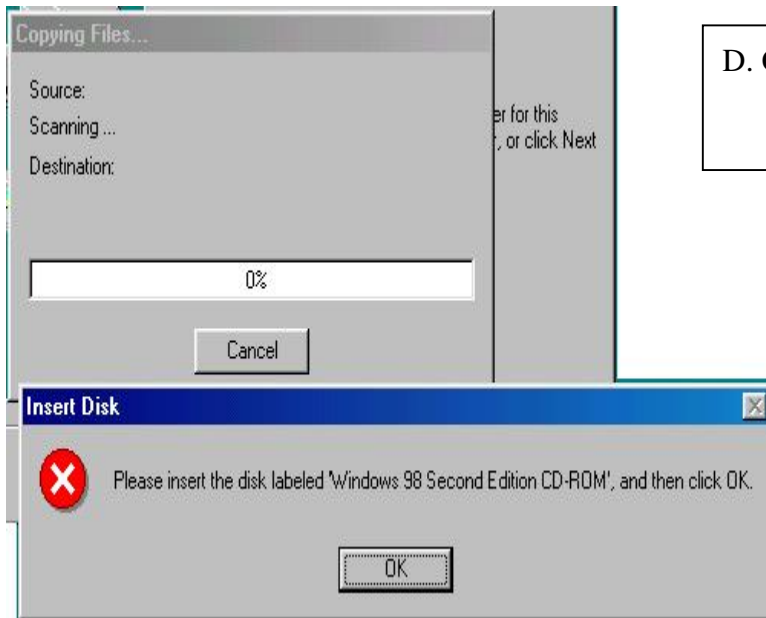 Copying Files...
Source:
Scanning ...
Destination:
0%
Cancel
er for this
, or click Next
D.
Insert Disk
Please insert the disk labeled 'Windows 98 Second Edition CD-ROM', and then click OK.
OK